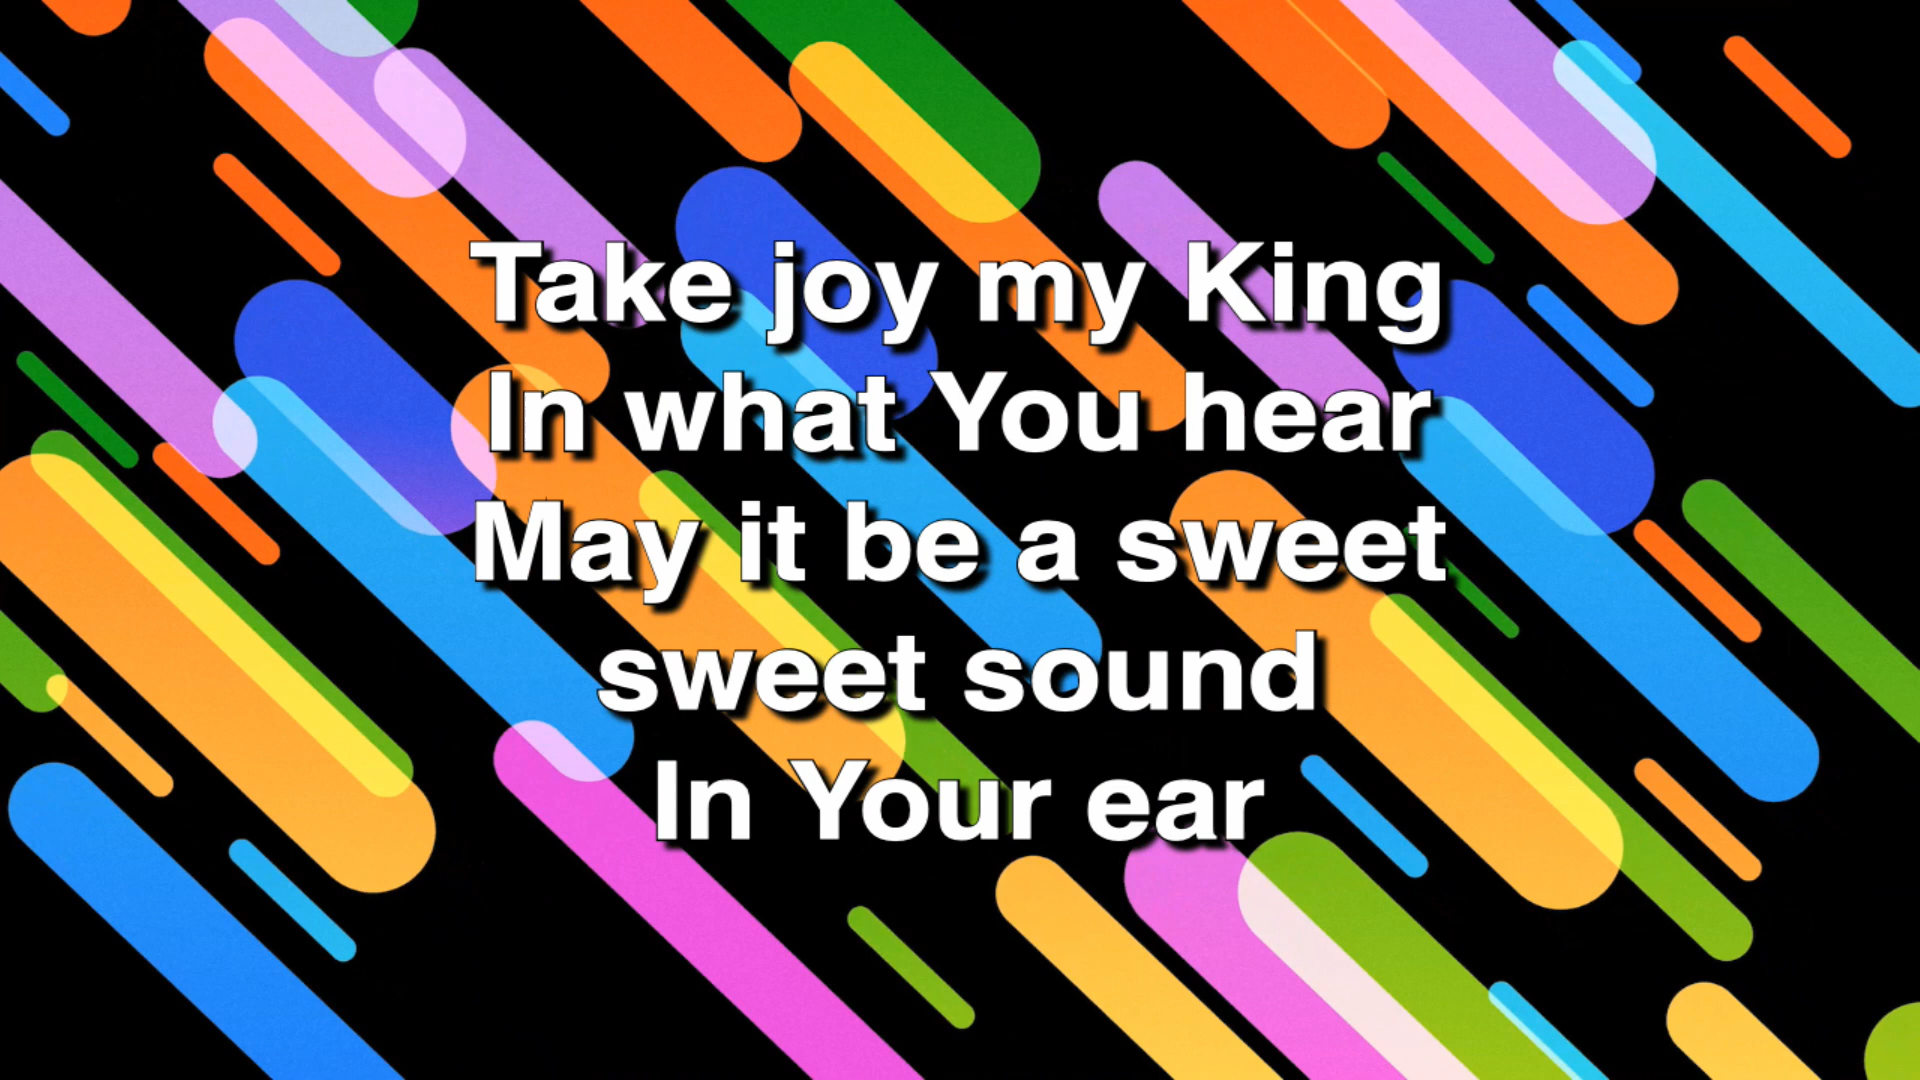 Take joy my King
In what You hear
May it be a sweet
sweet sound
In Your ear